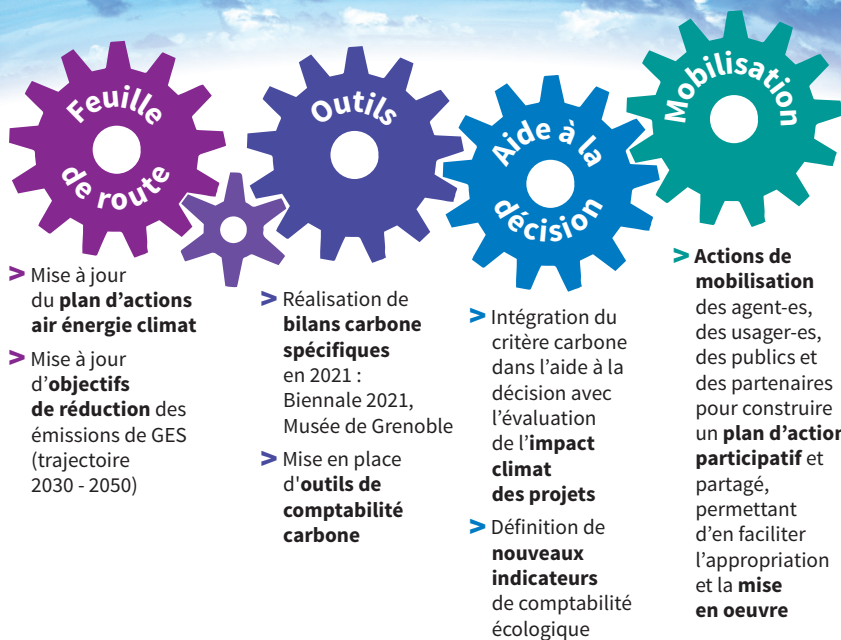 Feuille
de route
> Mise à jour
du plan d’actions
air énergie climat
> Mise à jour
d’objectifs
de réduction des
émissions de GES
(trajectoire
2030 - 2050)
Outils
> Réalisation de
bilans carbone
spécifiques
en 2021 :
Biennale 2021,
Musée de Grenoble
> Mise en place
d'outils de
comptabilité
carbone
Aide à la
décision
> Intégration du
critère carbone
dans l’aide à la
décision avec
l’évaluation
de l’impact
climat
des projets
> Définition de
nouveaux
indicateurs
de comptabilité
écologique
Mobilisation
> Actions de
mobilisation
des agent-es,
des usager-es,
des publics et
des partenaires
pour construire
un plan d’action
participatif et
partagé,
permettant
d’en faciliter
l’appropriation
et la mise
en oeuvre